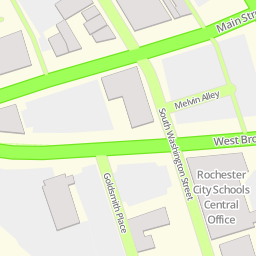 Main Stre
Melvin Alley
South Washington Street
West Bro
Rochester
City Schools
Central
Office
Goldsmith Place